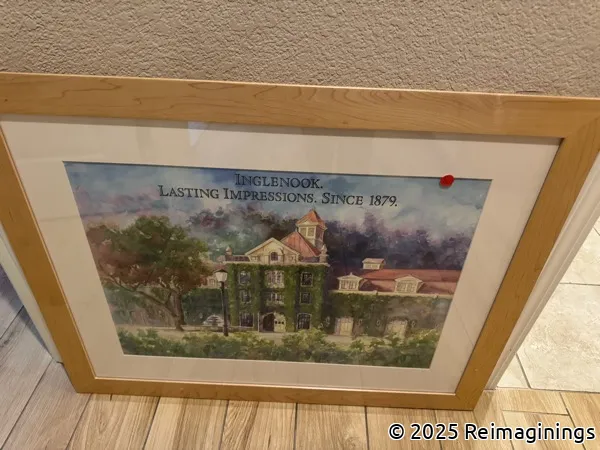 INGLENOOK.
LASTING IMPRESSIONS. SINCE 1879.
© 2025 Reimaginings